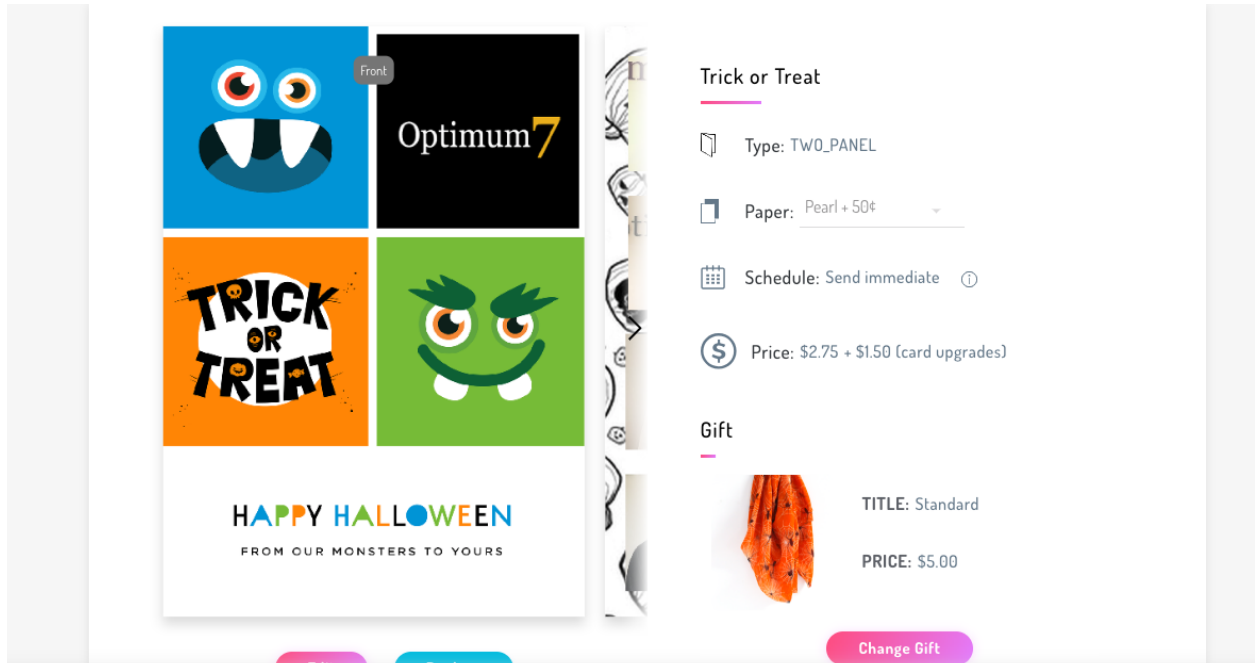 Front
Optimum7
TRICK
OR
TREAT
HAPPY HALLOWEEN
FROM OUR MONSTERS TO YOURS
Trick or Treat
Type: TWO_PANEL
Paper: Pearl + 50¢
Schedule: Send immediate
Price: $2.75 + $1.50 (card upgrades)
Gift
TITLE: Standard
PRICE: $5.00
Change Gift